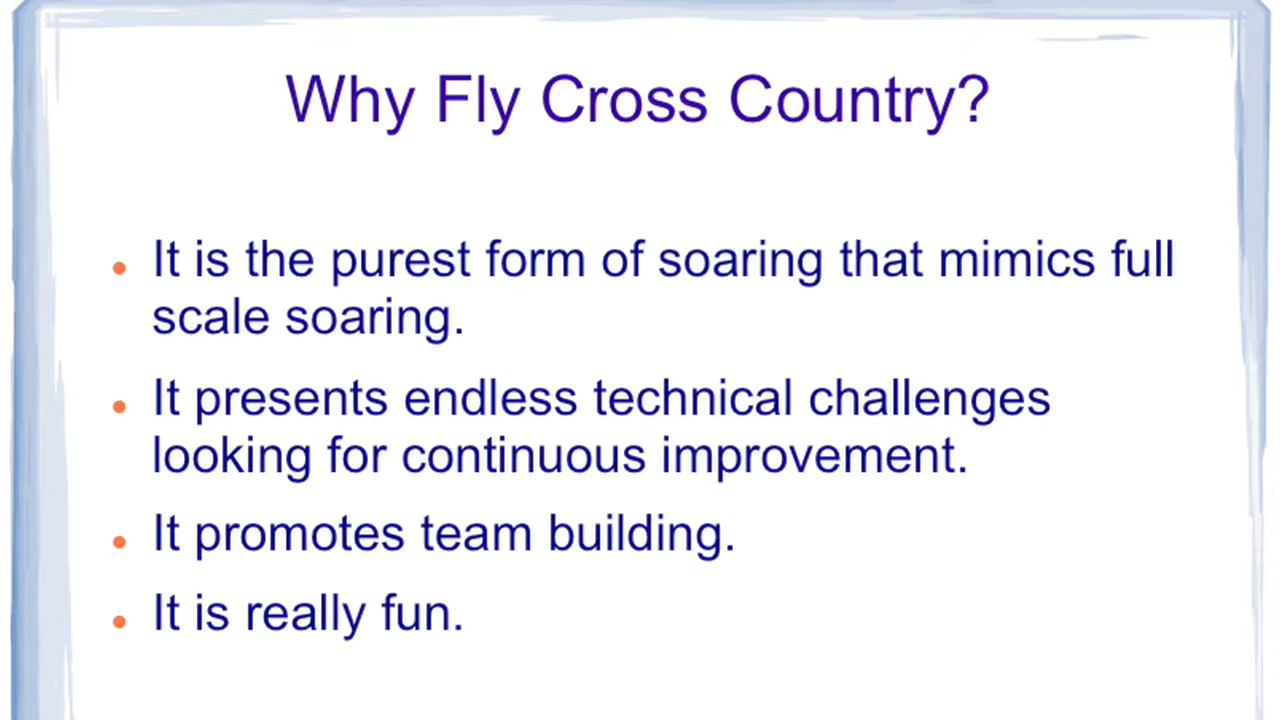 Why Fly Cross Country?
It is the purest form of soaring that mimics full
scale soaring.
It presents endless technical challenges
looking for continuous improvement.
It promotes team building.
It is really fun.